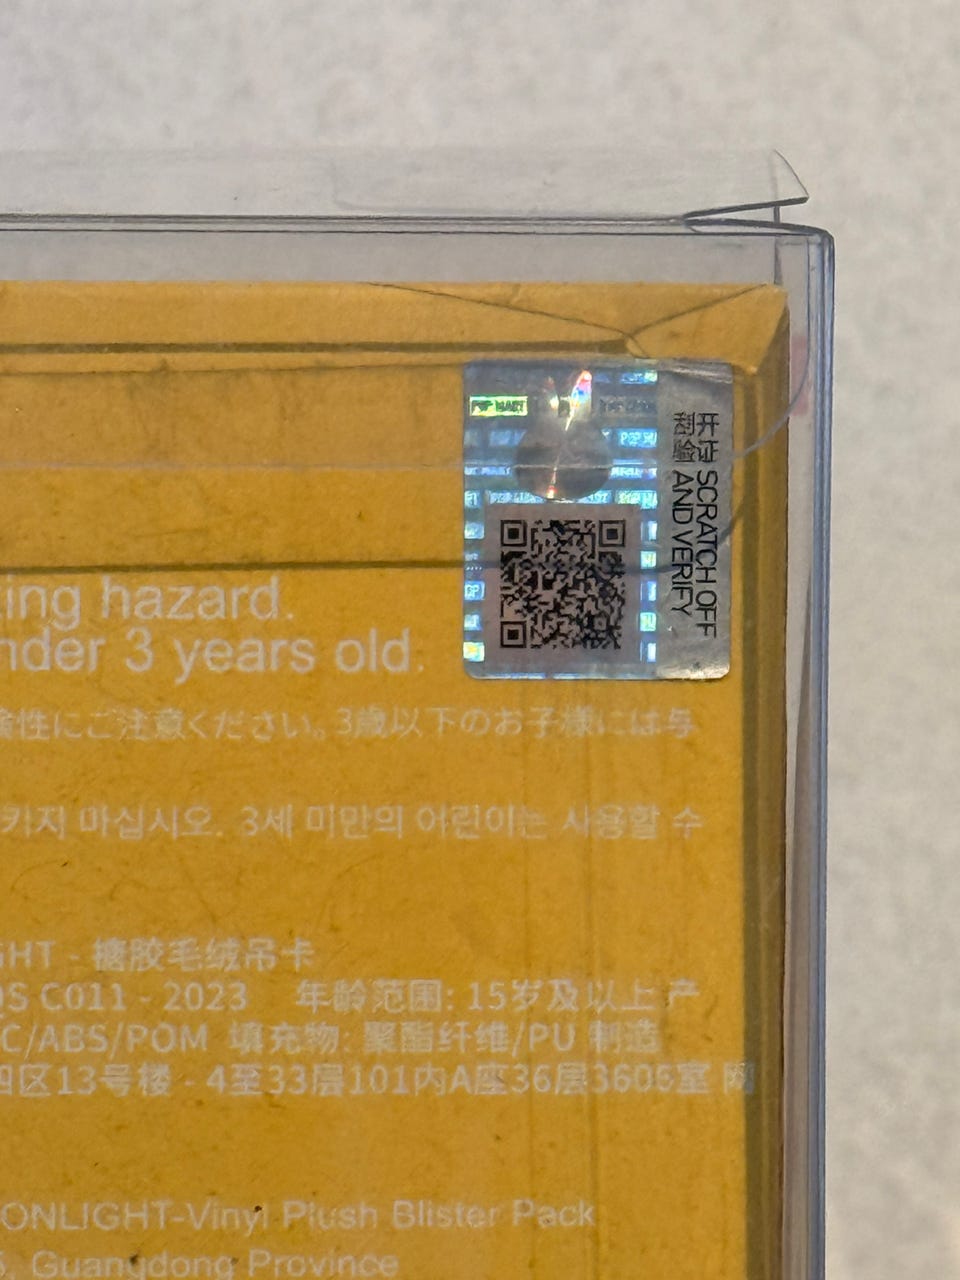 POP MART
开 证 SCRATCH OFF
刮 验 AND VERIFY
ing hazard.
nder 3 years old.
性にご注意ください。3歳以下のお子様には与
키지 마십시오. 3세 미만의 어린이는 사용할 수
GHT - 搪胶毛绒吊卡
QS C011 - 2023 年龄范围: 15岁及以上 产
C/ABS/POM 填充物: 聚酯纤维/PU 制造
四区13号楼 - 4至33层101内A座36层3606室 网
ONLIGHT-Vinyl Plush Blister Pack
, Guangdong Province